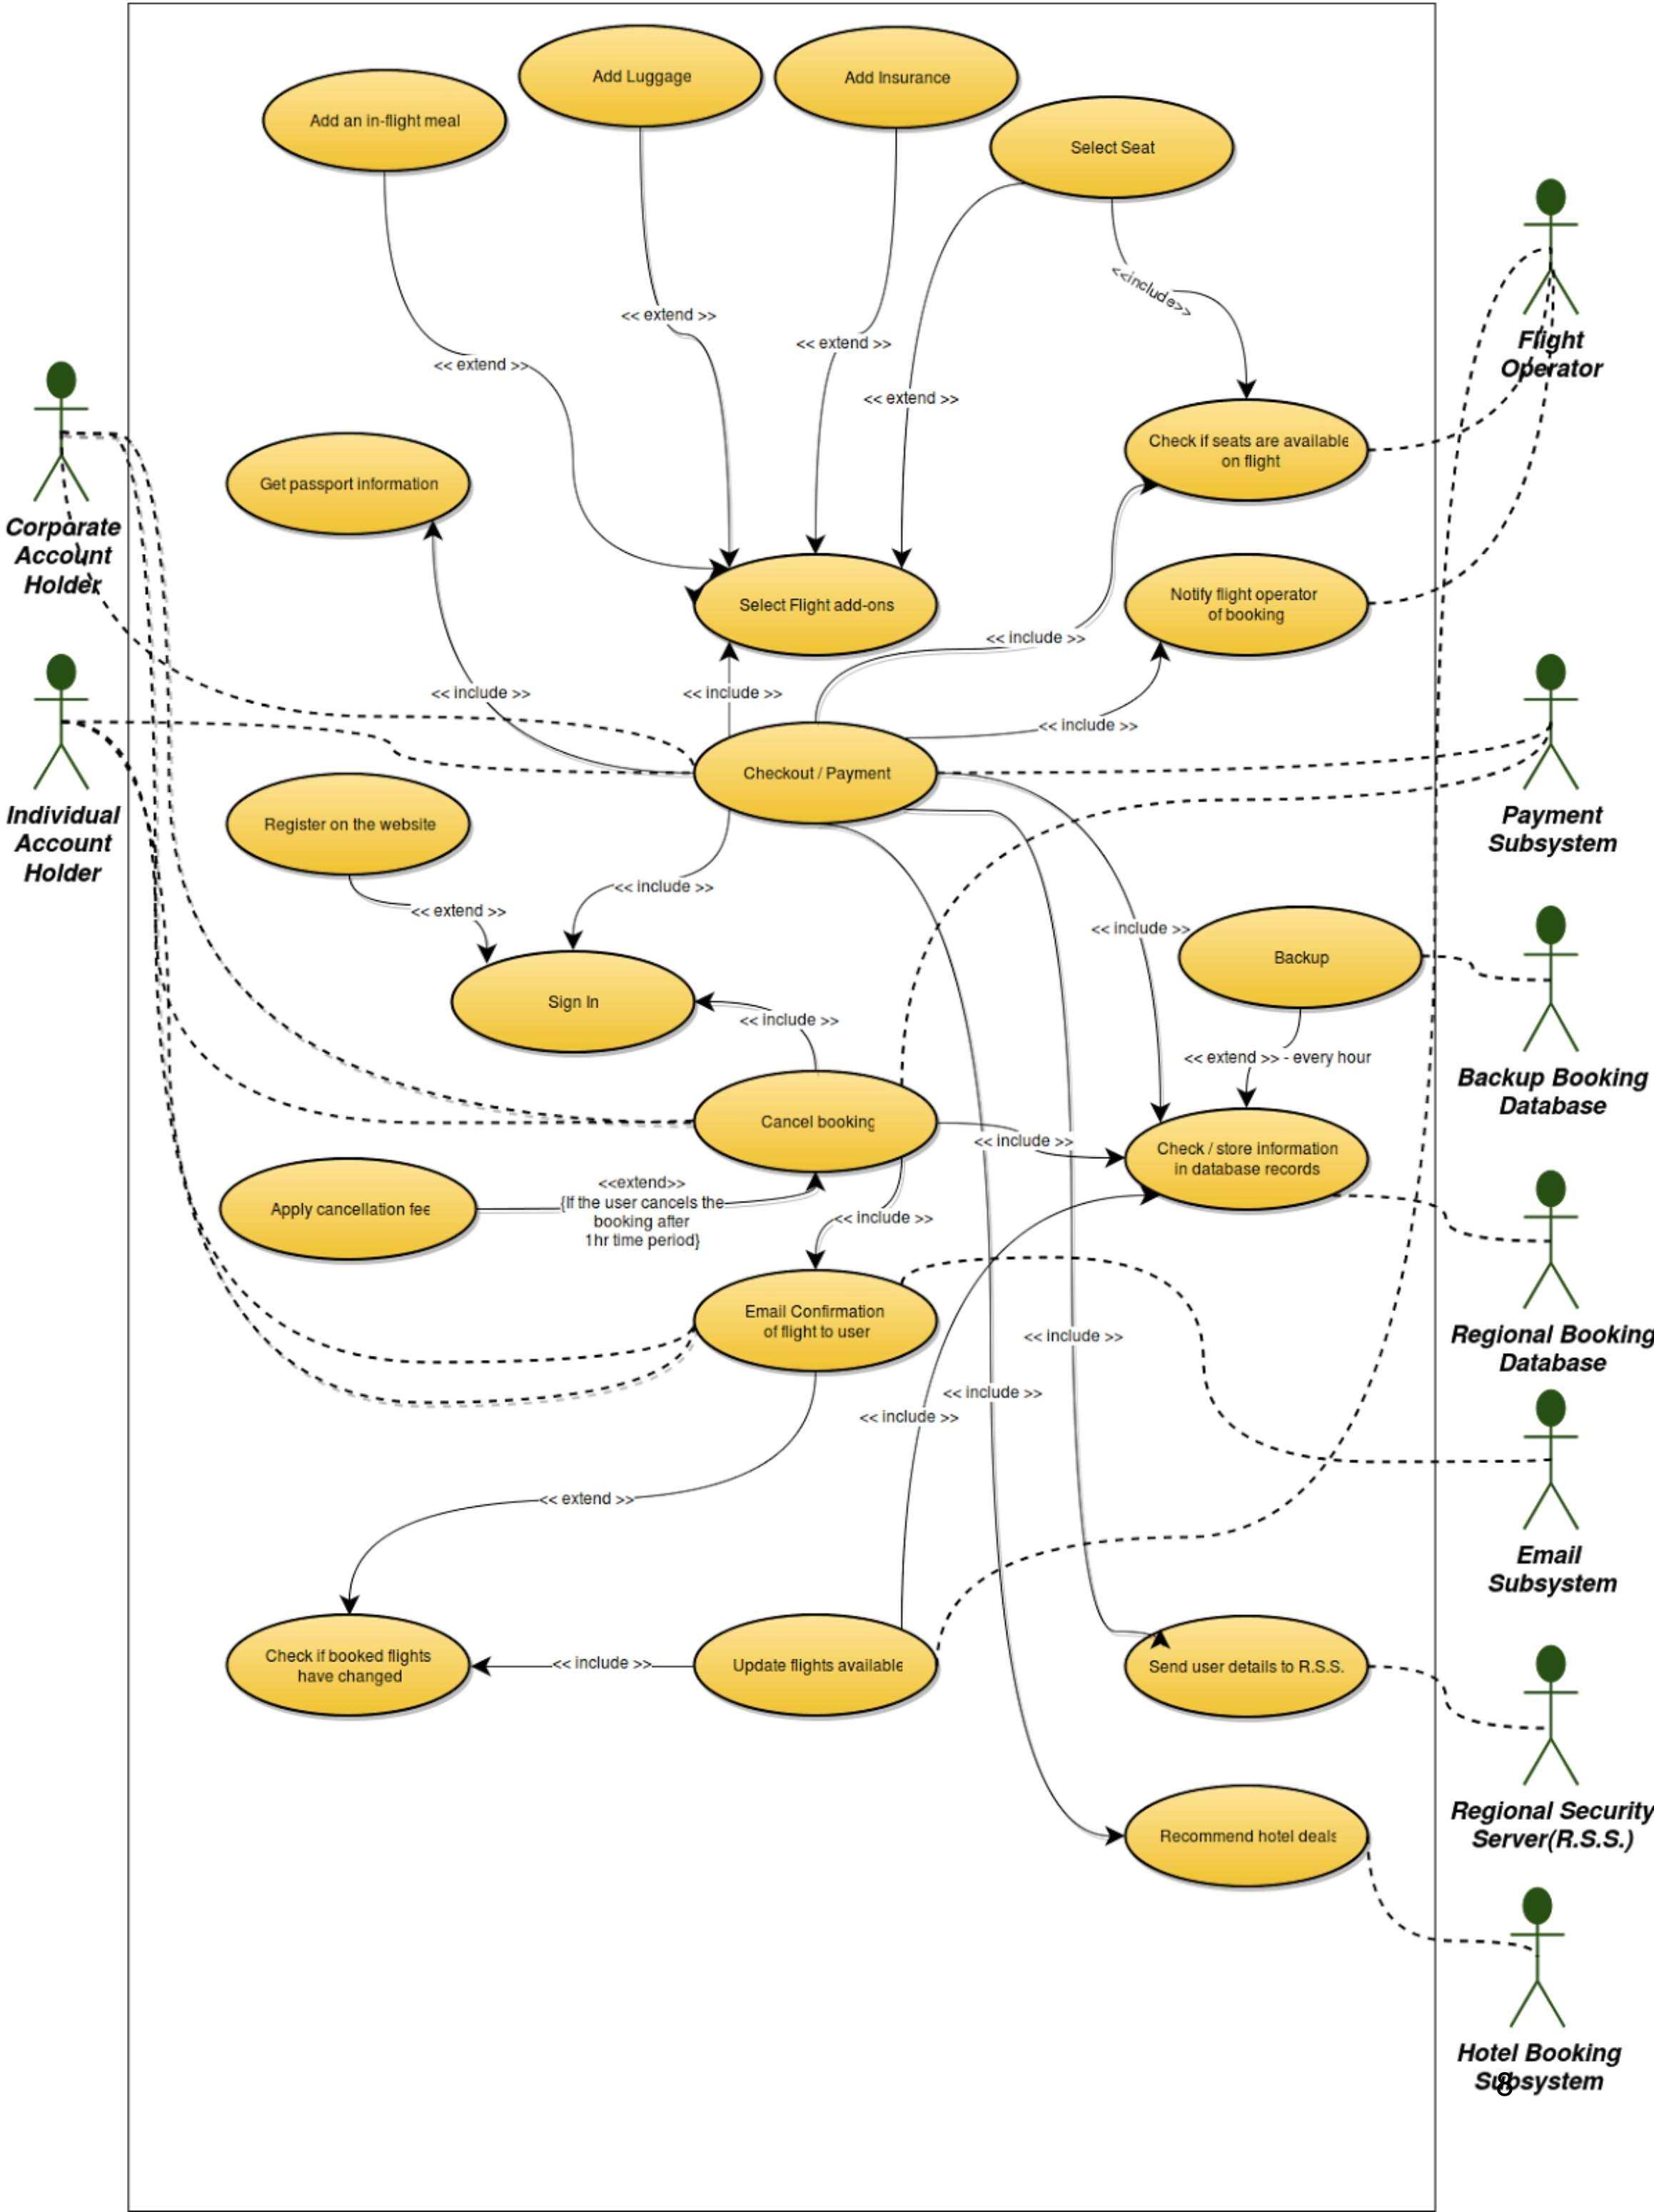 Add Luggage
Add Insurance
Add an in-flight meal
Select Seat
<<include>>
<< extend >>
<< extend >>
<< extend >>
<< extend >>
Flight
Operator
Check if seats are available
on flight
Get passport information
Corporate
Account
Holder
Select Flight add-ons
Notify flight operator
of booking
<< include >>
<< include >>
<< include >>
<< include >>
Checkout / Payment
Individual
Account
Holder
Payment
Subsystem
Register on the website
<< include >>
<< extend >>
<< include >>
Backup
Sign In
<< include >>
<< extend >> - every hour
Backup Booking
Database
Cancel booking
<< include >>
Check / store information
in database records
Apply cancellation fee
<<extend>>
{If the user cancels the
booking after
1hr time period}
<< include >>
Email Confirmation
of flight to user
<< include >>
Regional Booking
Database
<< include >>
<< include >>
<< extend >>
Email
Subsystem
Check if booked flights
have changed
<< include >>
Update flights available
Send user details to R.S.S.
Regional Security
Server(R.S.S.)
Recommend hotel deals
Hotel Booking
Subsystem
8